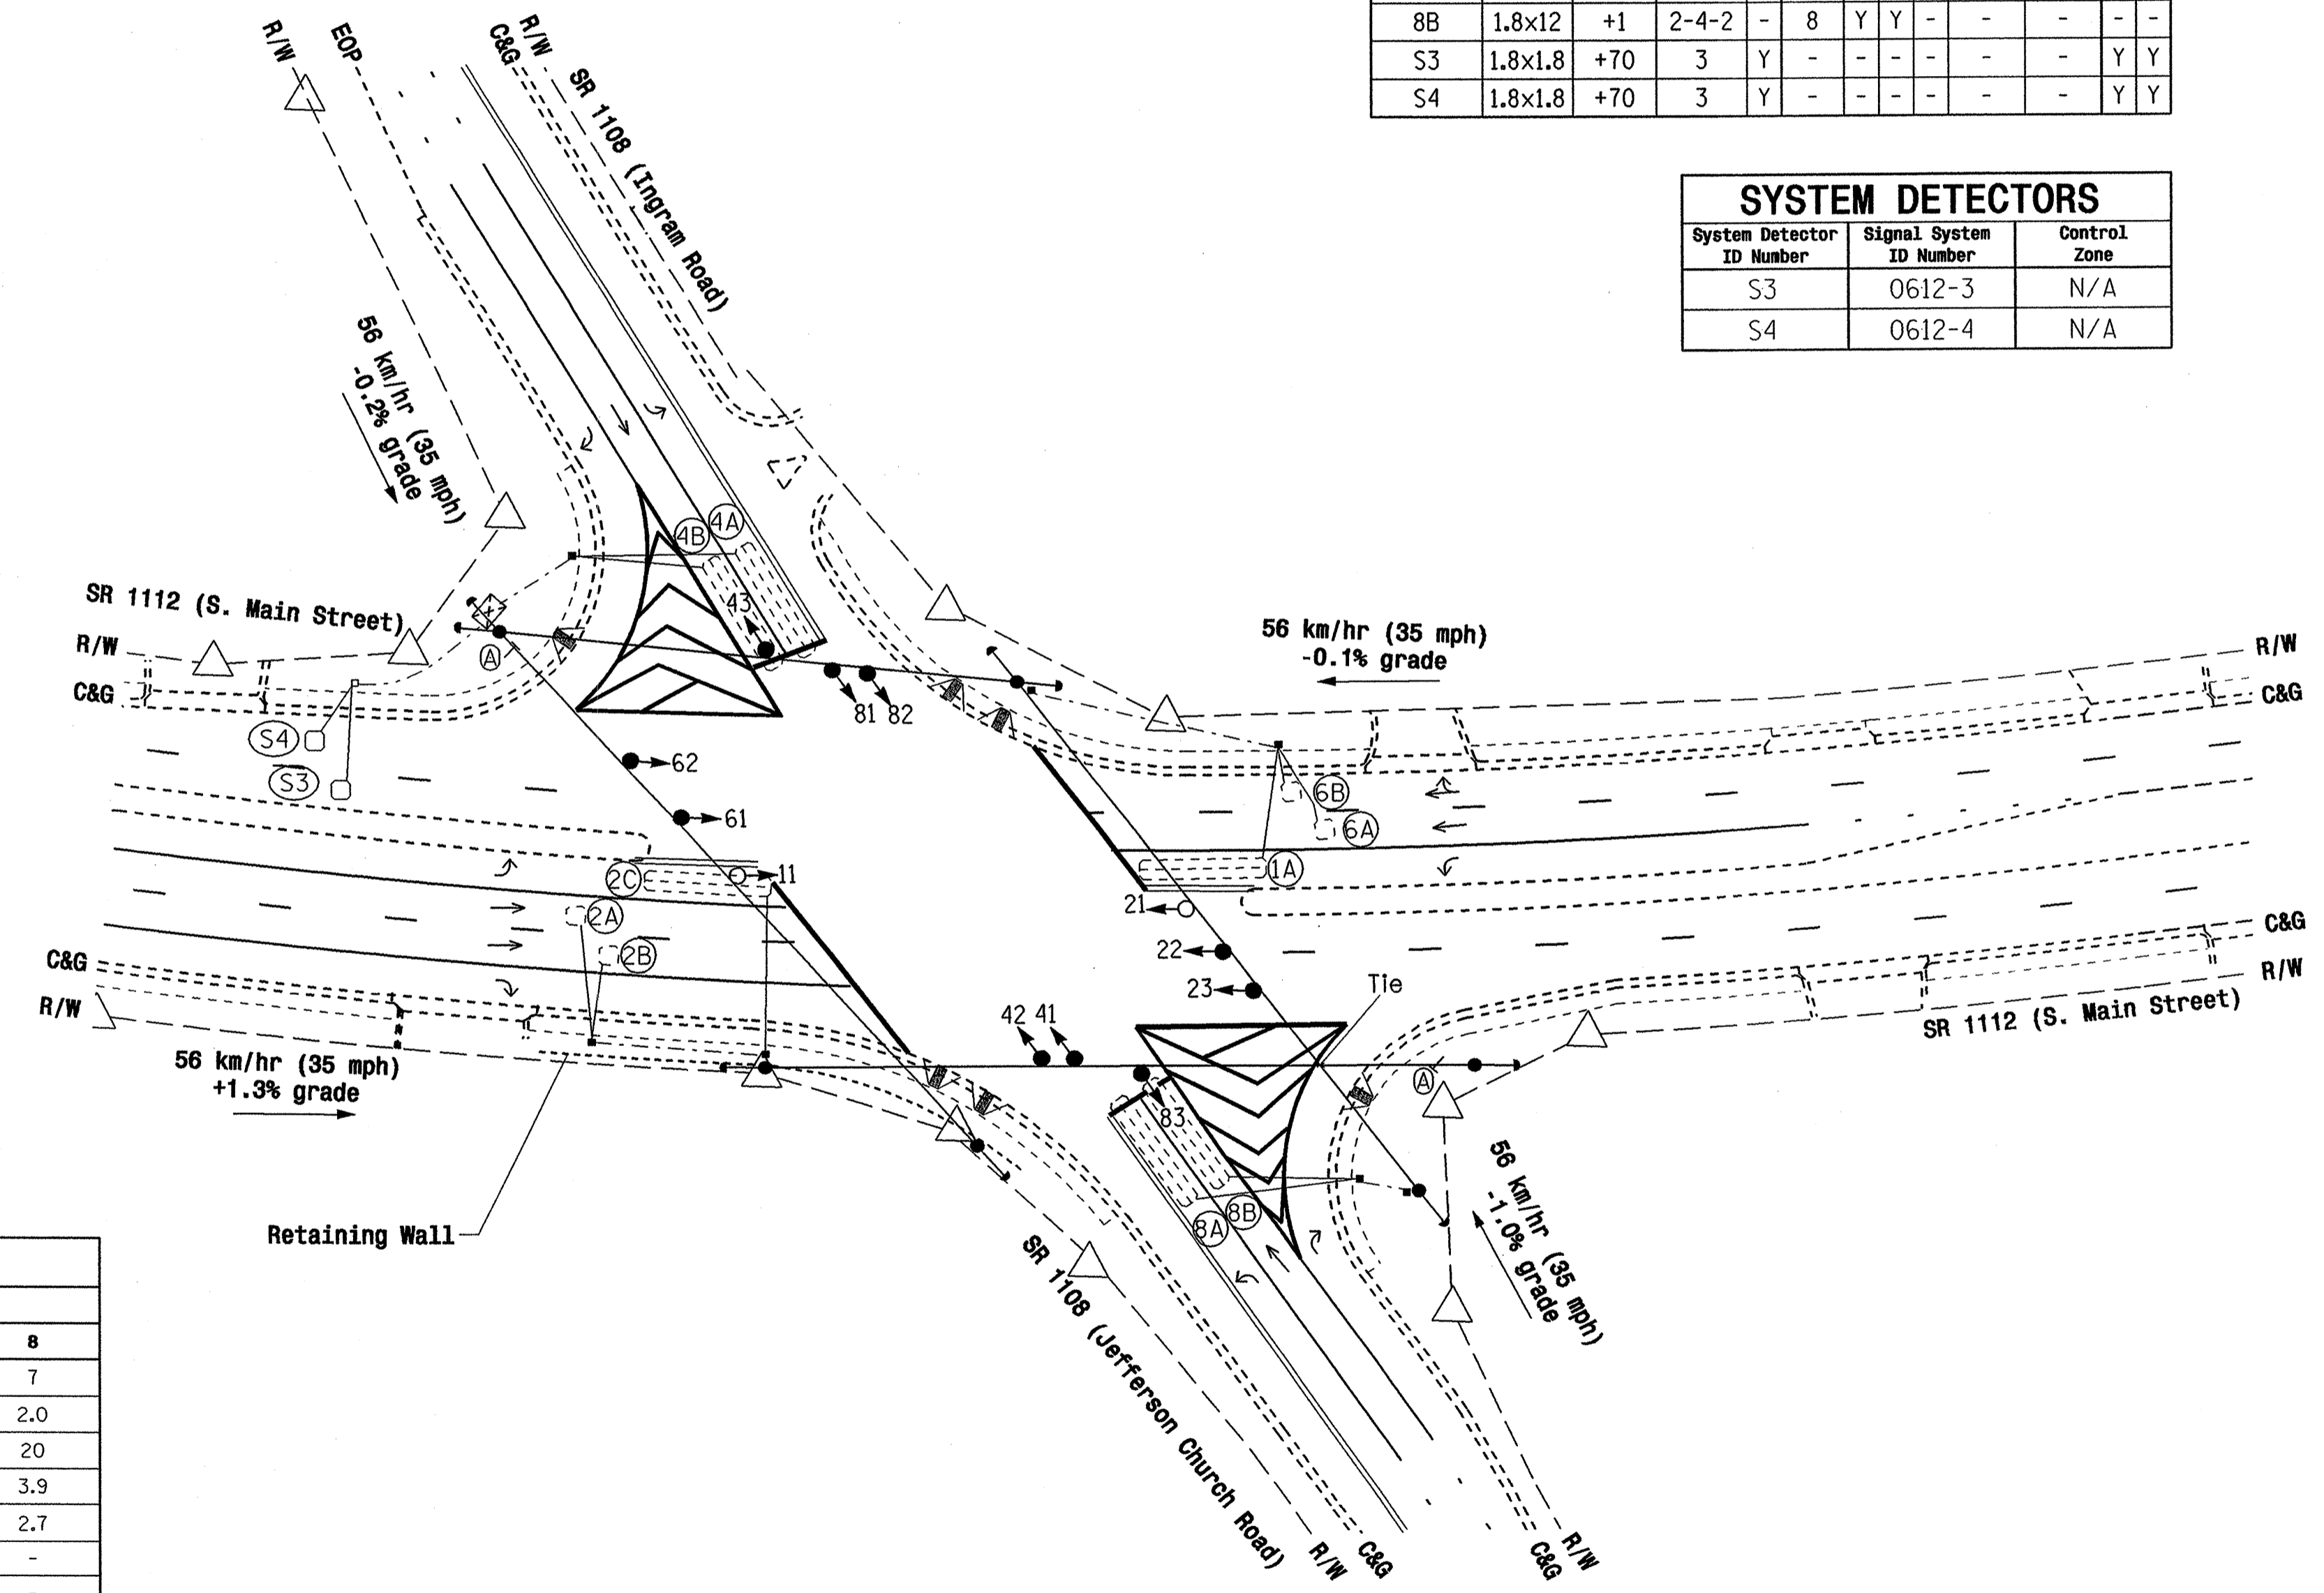 8B 1.8x12 +1 2-4-2 - 8 Y Y - - - - -
S3 1.8x1.8 +70 3 Y - - - - - - Y Y
S4 1.8x1.8 +70 3 Y - - - - - - Y Y
SYSTEM DETECTORS
System Detector ID Number Signal System ID Number Control Zone
S3 0612-3 N/A
S4 0612-4 N/A
R/W
EOP
C&G
R/W
SR 1108 (Ingram Road)
56 km/hr (35 mph)
-0.2% grade
4B
4A
43
SR 1112 (S. Main Street)
R/W
C&G
A
81
82
S4
S3
62
61
11
2C
2A
2B
56 km/hr (35 mph)
-0.1% grade
R/W
C&G
6B
6A
1A
21
22
23
Tie
C&G
R/W
SR 1112 (S. Main Street)
C&G
R/W
56 km/hr (35 mph)
+1.3% grade
42
41
83
A
8A
8B
56 km/hr (35 mph)
-1.0% grade
Retaining Wall
SR 1108 (Jefferson Church Road)
R/W
C&G
C&G
R/W
8
7
2.0
20
3.9
2.7
-